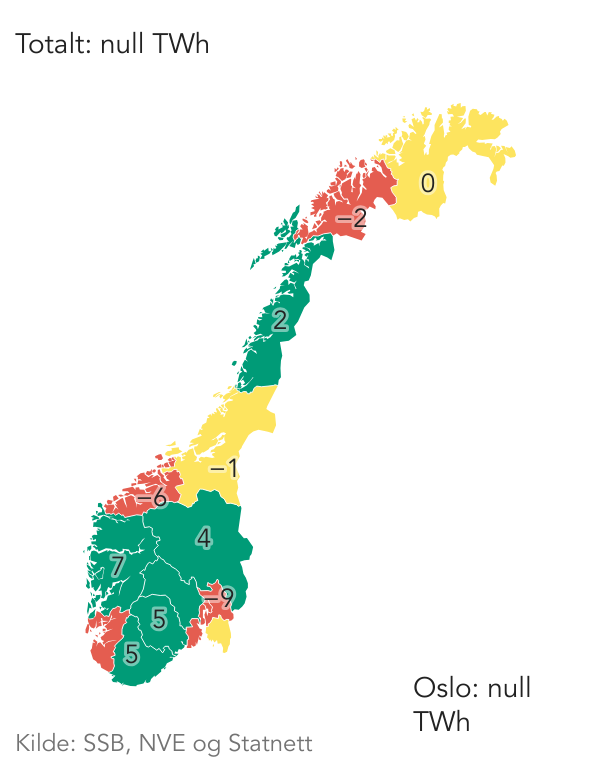 Totalt: null TWh
0
−2
2
−1
−6
4
7
−9
5
5
Oslo: null
TWh
Kilde: SSB, NVE og Statnett